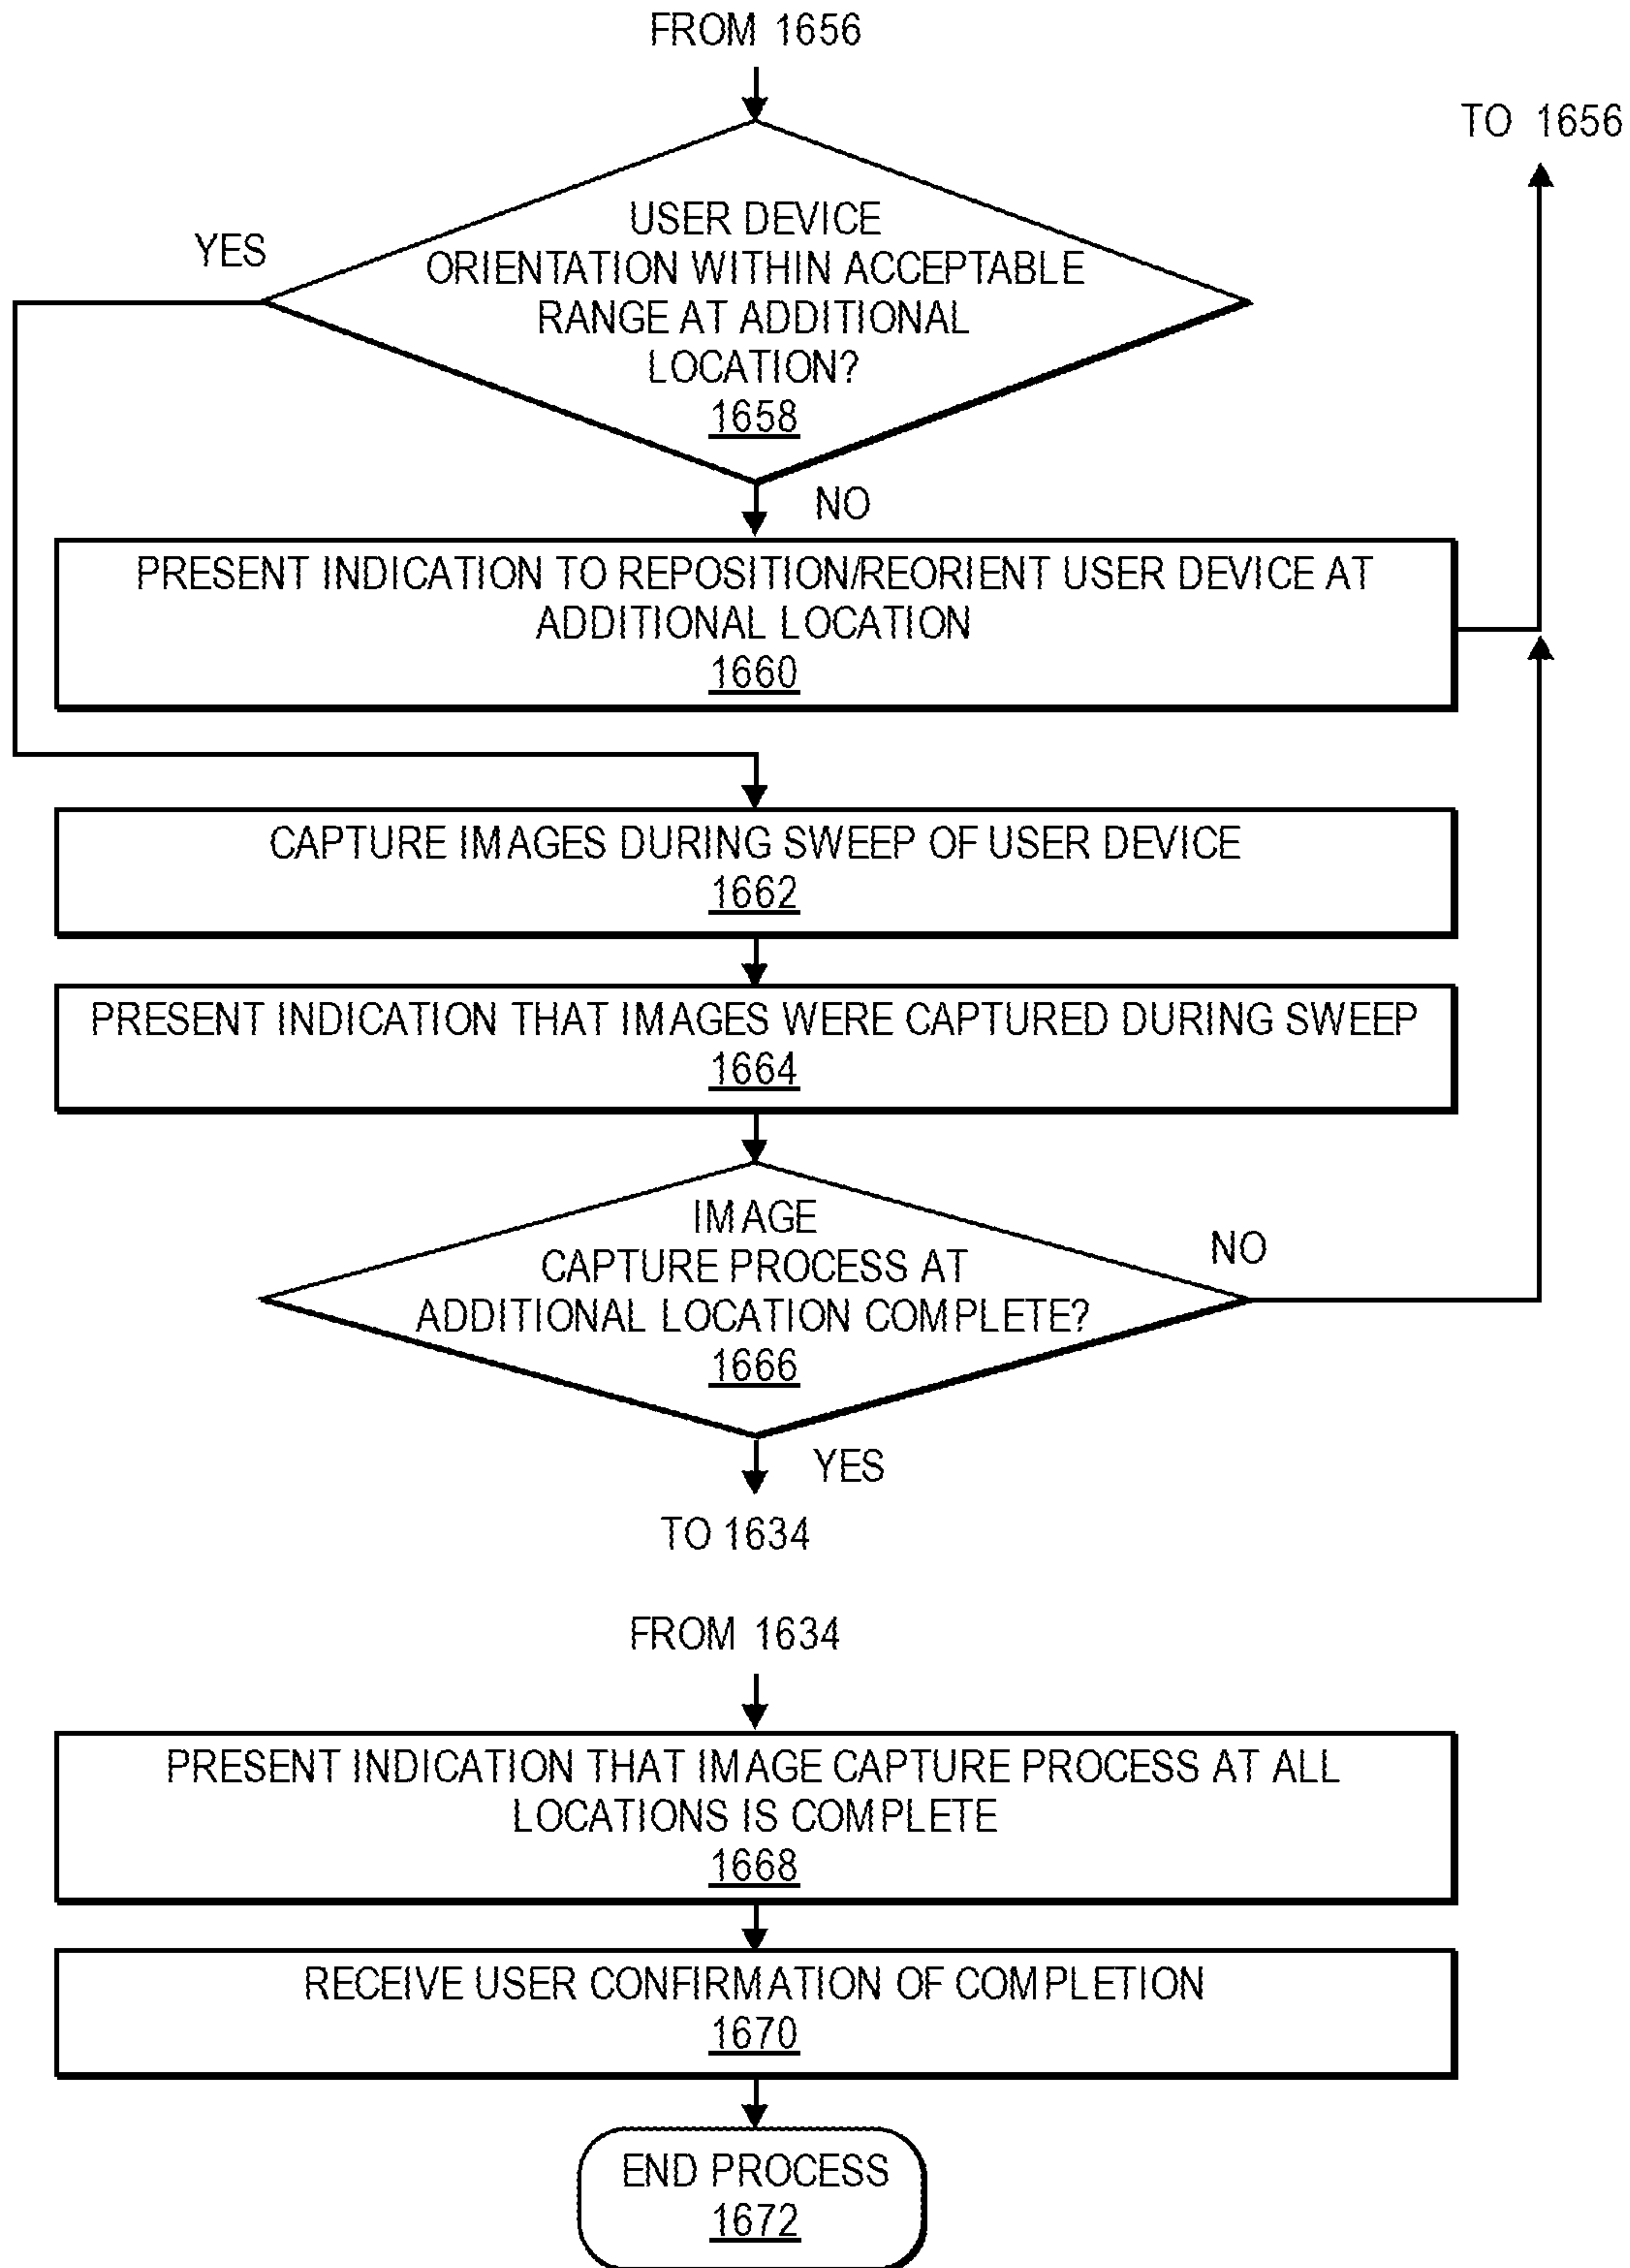 FROM 1656
TO 1656
YES
USER DEVICE
ORIENTATION WITHIN ACCEPTABLE
RANGE AT ADDITIONAL
LOCATION?
1658
NO
PRESENT INDICATION TO REPOSITION/REORIENT USER DEVICE AT
ADDITIONAL LOCATION
1660
CAPTURE IMAGES DURING SWEEP OF USER DEVICE
1662
PRESENT INDICATION THAT IMAGES WERE CAPTURED DURING SWEEP
1664
IMAGE
CAPTURE PROCESS AT
ADDITIONAL LOCATION COMPLETE?
1666
NO
YES
TO 1634
FROM 1634
PRESENT INDICATION THAT IMAGE CAPTURE PROCESS AT ALL
LOCATIONS IS COMPLETE
1668
RECEIVE USER CONFIRMATION OF COMPLETION
1670
END PROCESS
1672